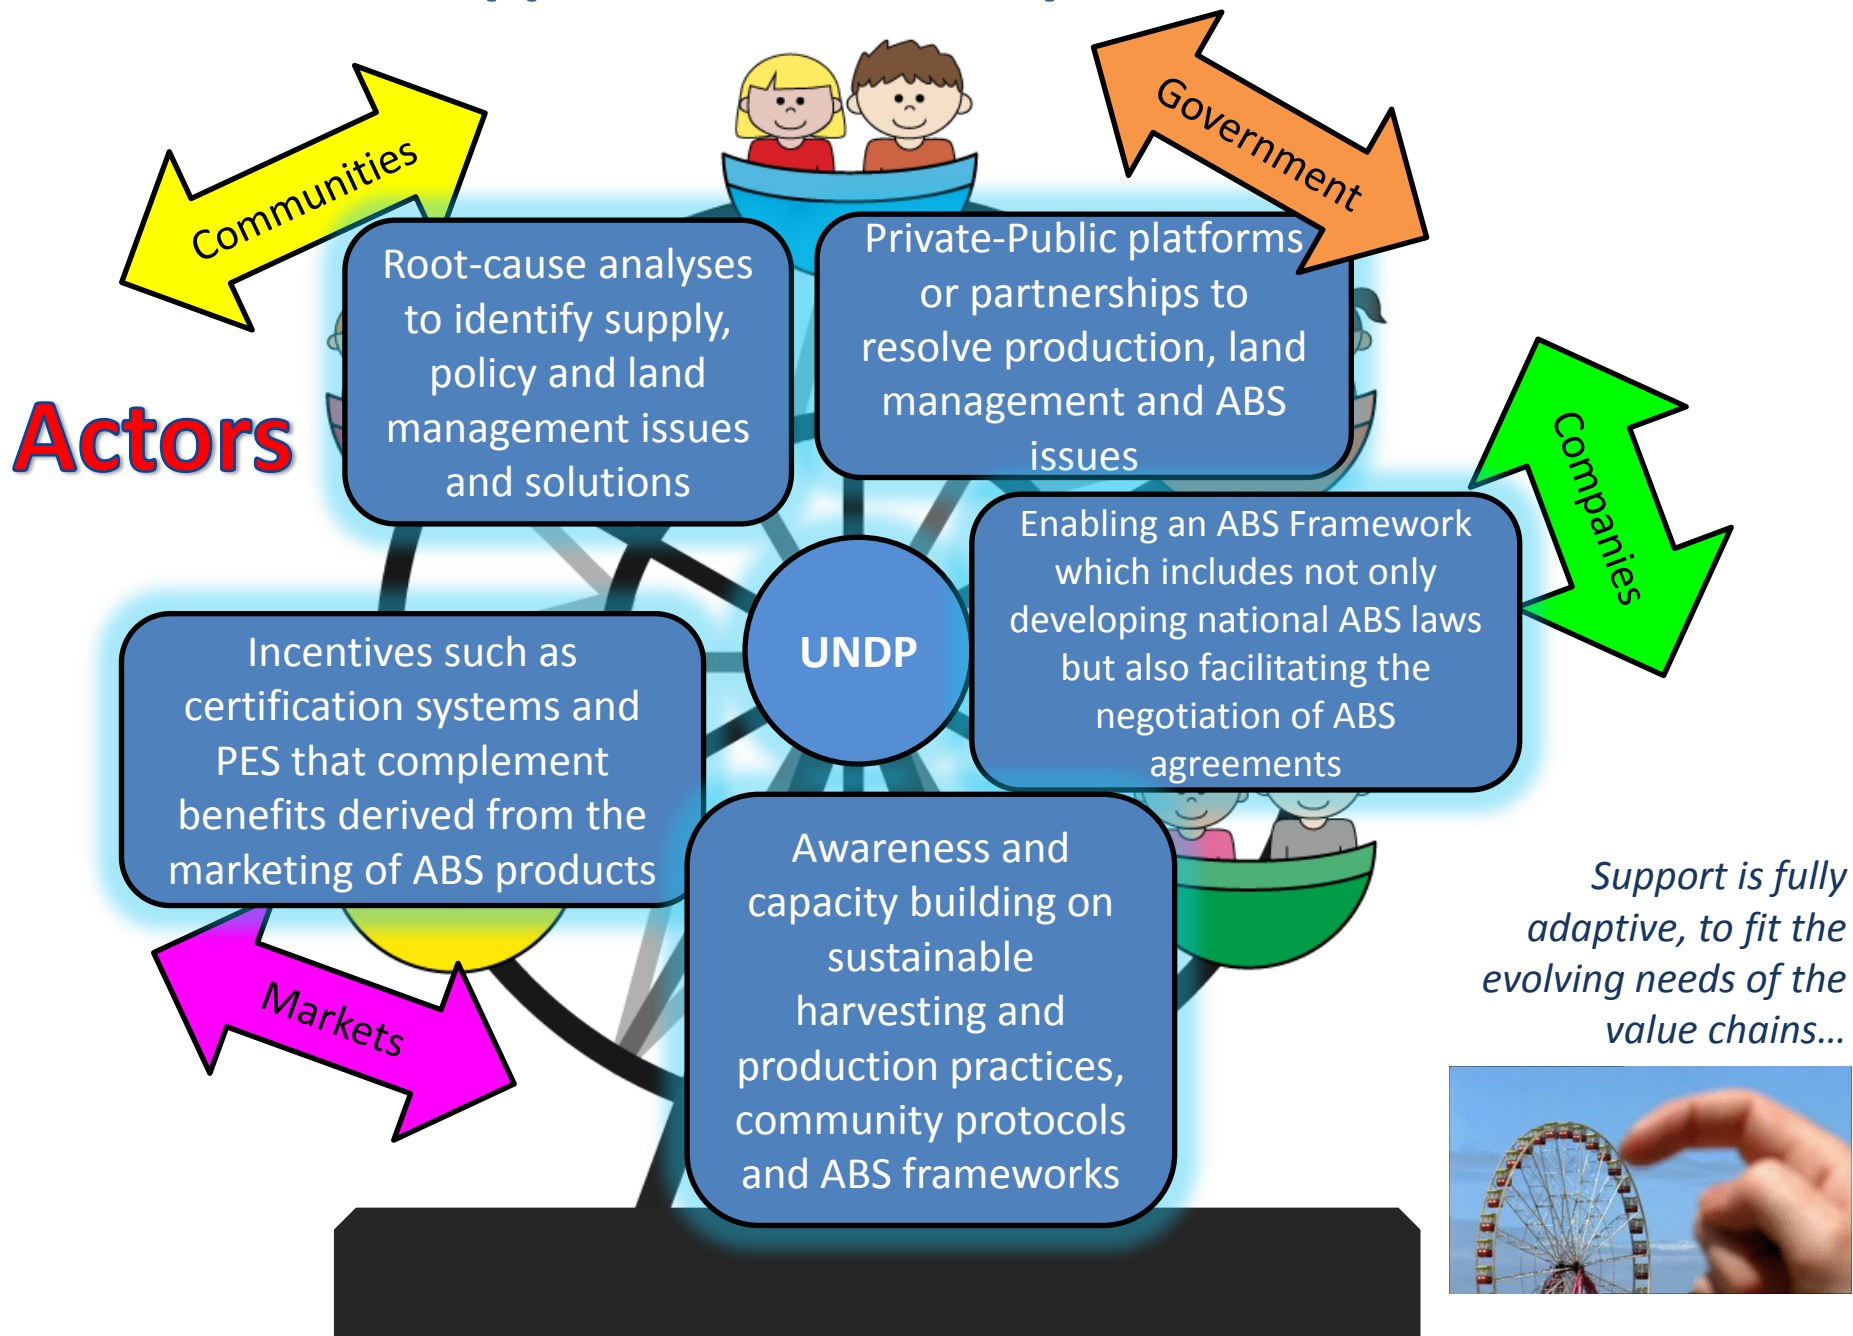 Communities
Government
Root-cause analyses
to identify supply,
policy and land
management issues
and solutions
Private-Public platforms
or partnerships to
resolve production, land
management and ABS
issues
Actors
Companies
Enabling an ABS Framework
which includes not only
developing national ABS laws
but also facilitating the
negotiation of ABS
agreements
UNDP
Incentives such as
certification systems and
PES that complement
benefits derived from the
marketing of ABS products
Awareness and
capacity building on
sustainable
harvesting and
production practices,
community protocols
and ABS frameworks
Markets
Support is fully
adaptive, to fit the
evolving needs of the
value chains...